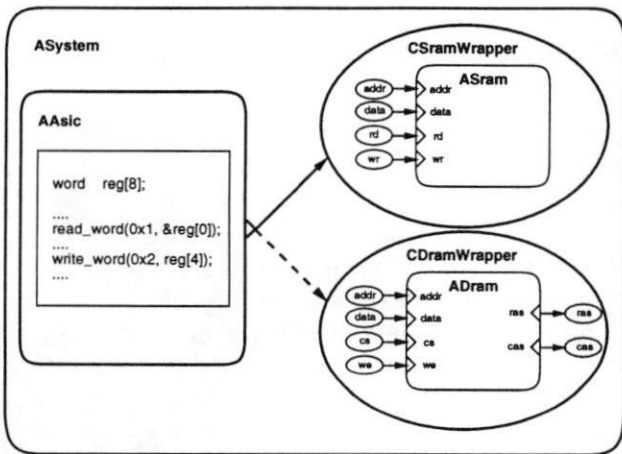 ASystem
AAsic
word reg[8];
....
read_word(0x1, &reg[0]);
....
write_word(0x2, reg[4]);
....
CSramWrapper
ASram
addr addr
data data
rd rd
wr wr
CDramWrapper
ADram
addr addr
data data
cs cs
we we
ras ras
cas cas